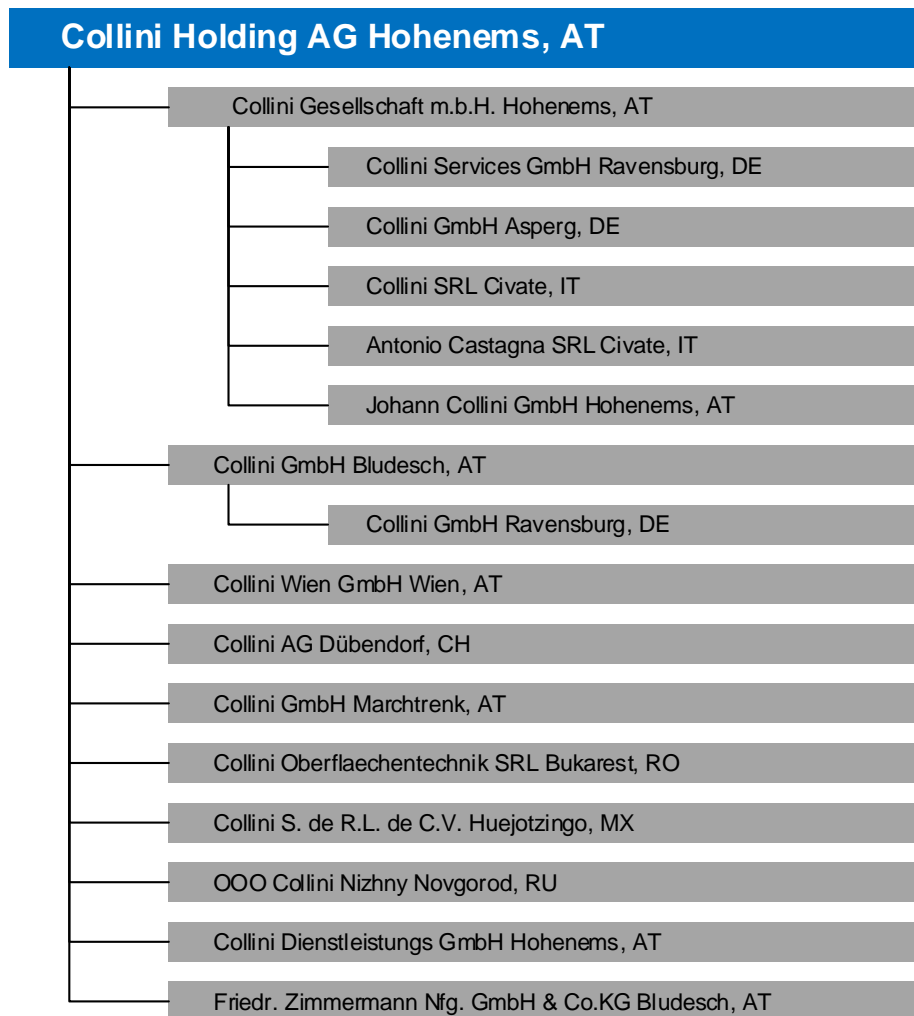 Collini Holding AG Hohenems, AT
Collini Gesellschaft m.b.H. Hohenems, AT
Collini Services GmbH Ravensburg, DE
Collini GmbH Asperg, DE
Collini SRL Civate, IT
Antonio Castagna SRL Civate, IT
Johann Collini GmbH Hohenems, AT
Collini GmbH Bludesch, AT
Collini GmbH Ravensburg, DE
Collini Wien GmbH Wien, AT
Collini AG Dübendorf, CH
Collini GmbH Marchtrenk, AT
Collini Oberflaechentechnik SRL Bukarest, RO
Collini S. de R.L. de C.V. Huejotzingo, MX
OOO Collini Nizhny Novgorod, RU
Collini Dienstleistungs GmbH Hohenems, AT
Friedr. Zimmermann Nfg. GmbH & Co.KG Bludesch, AT